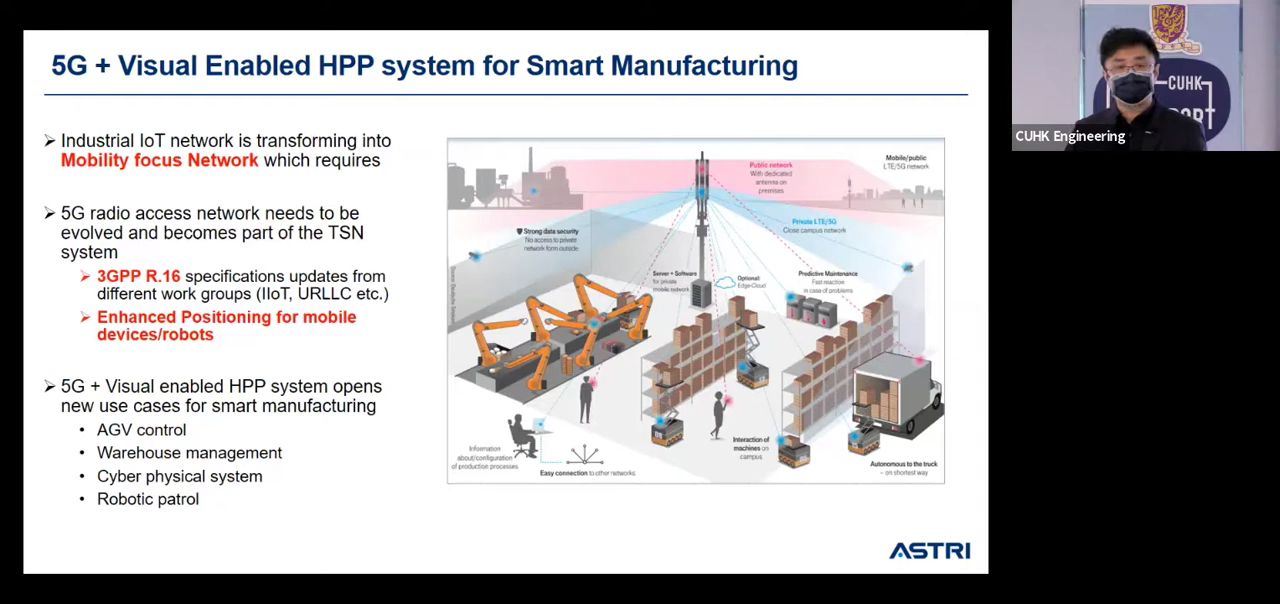 5G + Visual Enabled HPP system for Smart Manufacturing
Industrial IoT network is transforming into
Mobility focus Network which requires
5G radio access network needs to be
evolved and becomes part of the TSN
system
3GPP R.16 specifications updates from
different work groups (IIoT, URLLC etc.)
Enhanced Positioning for mobile
devices/robots
5G + Visual enabled HPP system opens
new use cases for smart manufacturing
• AGV control
• Warehouse management
• Cyber physical system
• Robotic patrol
Public network
With dedicated
antenna on
premises
Mobile/public
LTE/5G network
Private LTE/5G
Close campus network
Strong data security
No access to private
network form outside
Server + Software
for private
mobile network
Optional:
Edge-Cloud
Predictive Maintenance
Fast reaction
in case of problems
Information
about/configuration
of production processes
Easy connection to other networks
Interaction of
machines on
campus
Autonomous to the truck
– on shortest way
ASTRI
CUHK
CUHK Engineering